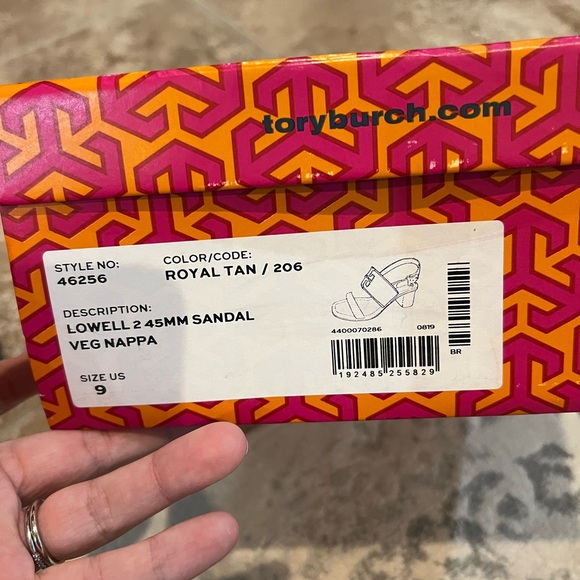 toryburch.com
STYLE NO:
46256
COLOR/CODE:
ROYAL TAN / 206
DESCRIPTION:
LOWELL 2 45MM SANDAL
VEG NAPPA
SIZE US
9
4400070286 0819
192485255829
BR